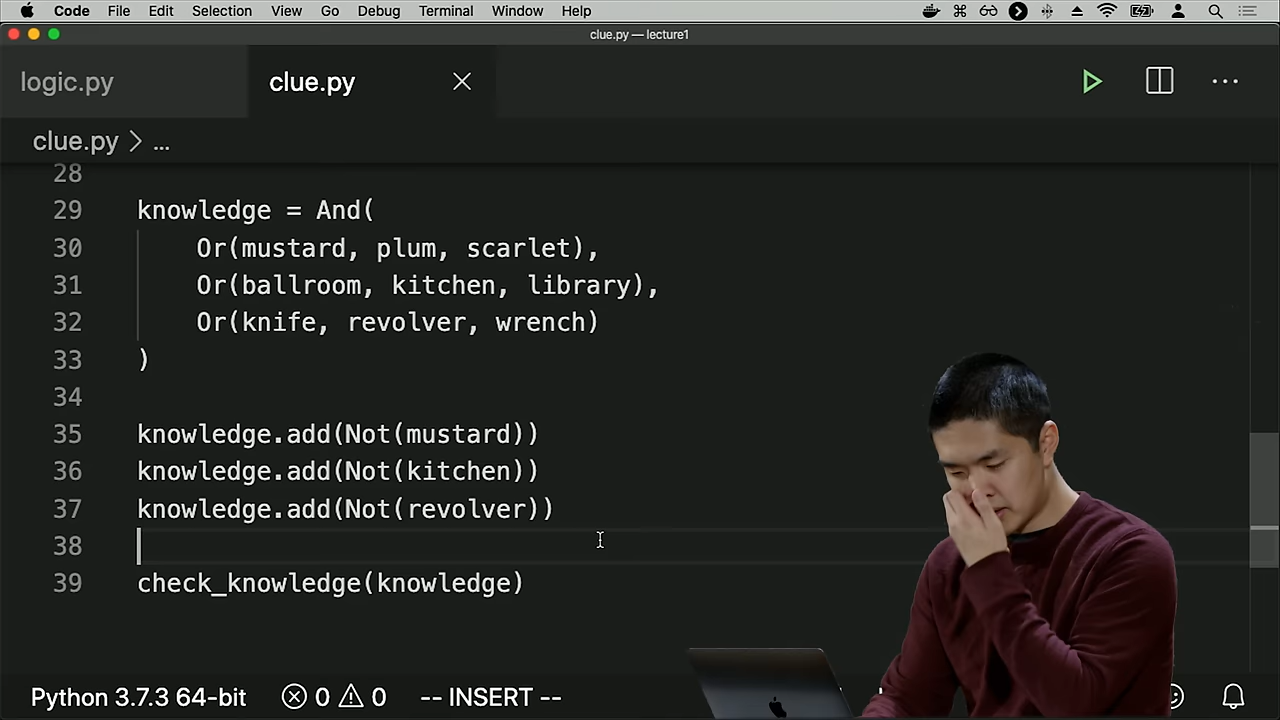 Code File Edit Selection View Go Debug Terminal Window Help
clue.py — lecture1
logic.py clue.py
clue.py > ...
28
29 knowledge = And(
30 Or(mustard, plum, scarlet),
31 Or(ballroom, kitchen, library),
32 Or(knife, revolver, wrench)
33 )
34
35 knowledge.add(Not(mustard))
36 knowledge.add(Not(kitchen))
37 knowledge.add(Not(revolver))
38
39 check_knowledge(knowledge)
Python 3.7.3 64-bit 0 0 -- INSERT --